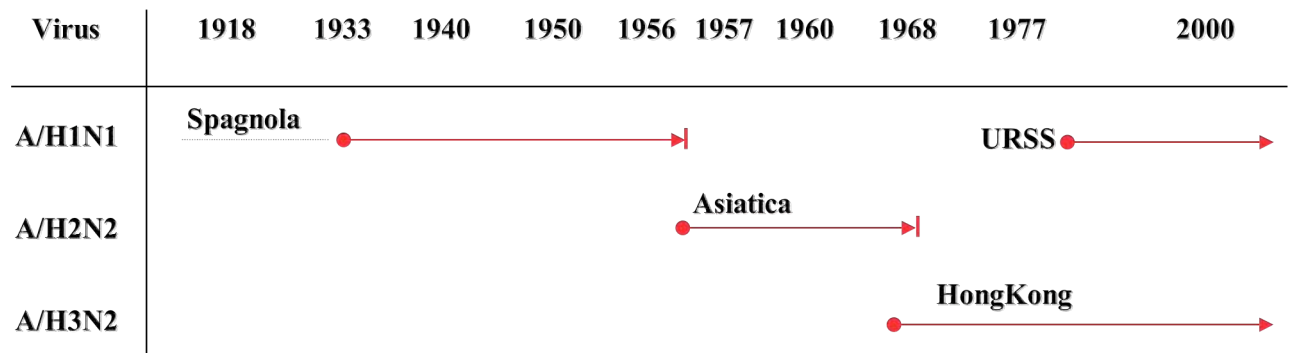 Virus 1918 1933 1940 1950 1956 1957 1960 1968 1977 2000
Spagnola
A/H1N1 URSS
Asiatica
A/H2N2
HongKong
A/H3N2